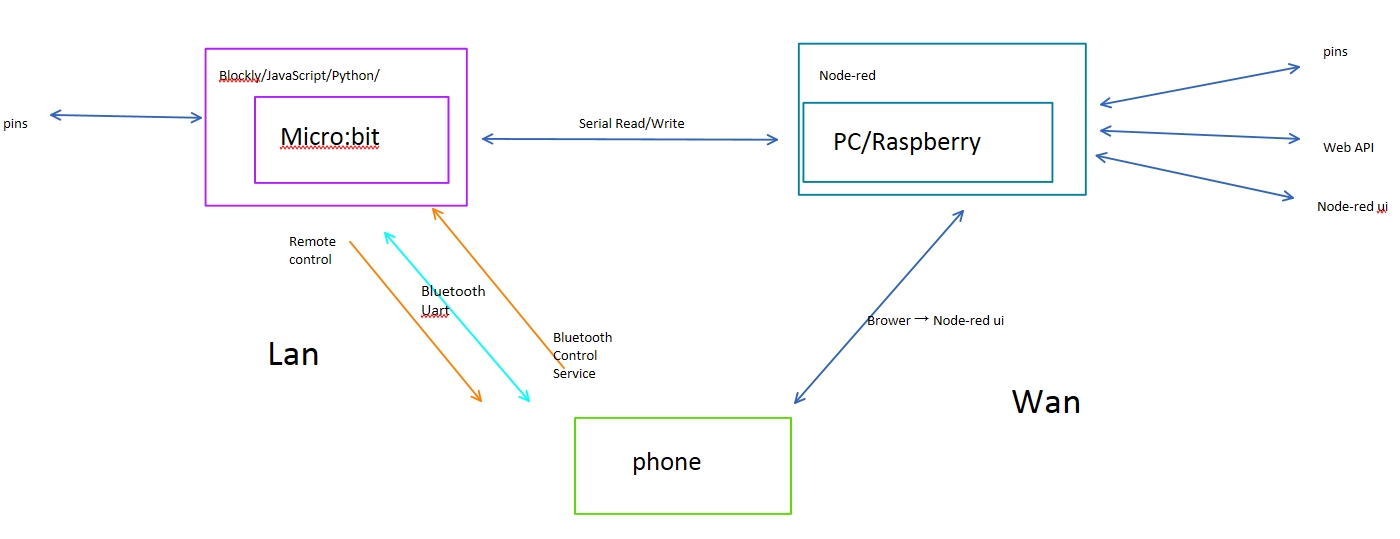 Blockly/JavaScript/Python/
Micro:bit
pins
Serial Read/Write
Node-red
PC/Raspberry
pins
Web API
Node-red ui
Remote
control
Bluetooth
Uart
Bluetooth
Control
Service
Brower → Node-red ui
Lan
Wan
phone